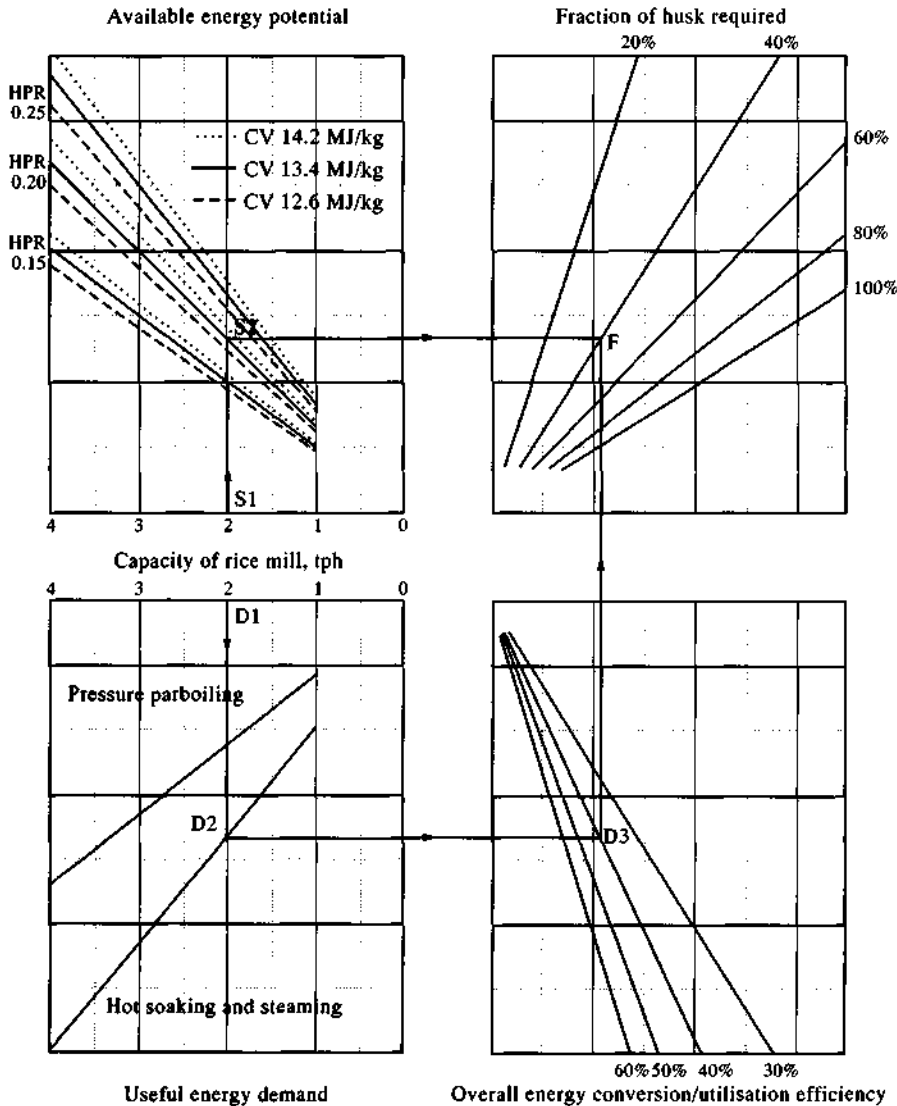 Available energy potential
Fraction of husk required
20%
40%
HPR
0.25
CV 14.2 MJ/kg
CV 13.4 MJ/kg
CV 12.6 MJ/kg
60%
HPR
0.20
80%
HPR
0.15
100%
F
S1
4 3 2 1 0
Capacity of rice mill, tph
4 3 2 1 0
D1
Pressure parboiling
D2
D3
Hot soaking and steaming
60% 50% 40% 30%
Useful energy demand
Overall energy conversion/utilisation efficiency